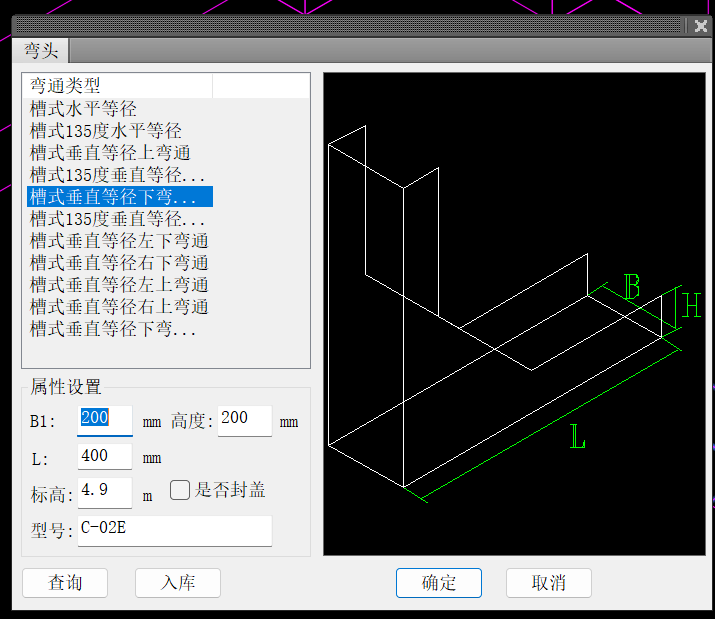 弯头
弯通类型
槽式水平等径
槽式135度水平等径
槽式垂直等径上弯通
槽式135度垂直等径...
槽式垂直等径下弯...
槽式135度垂直等径...
槽式垂直等径左下弯通
槽式垂直等径右下弯通
槽式垂直等径左上弯通
槽式垂直等径右上弯通
槽式垂直等径下弯...
B
H
L
属性设置
B1: 200 mm 高度: 200 mm
L: 400 mm
标高: 4.9 m 是否封盖
型号: C-02E
查询 入库 确定 取消